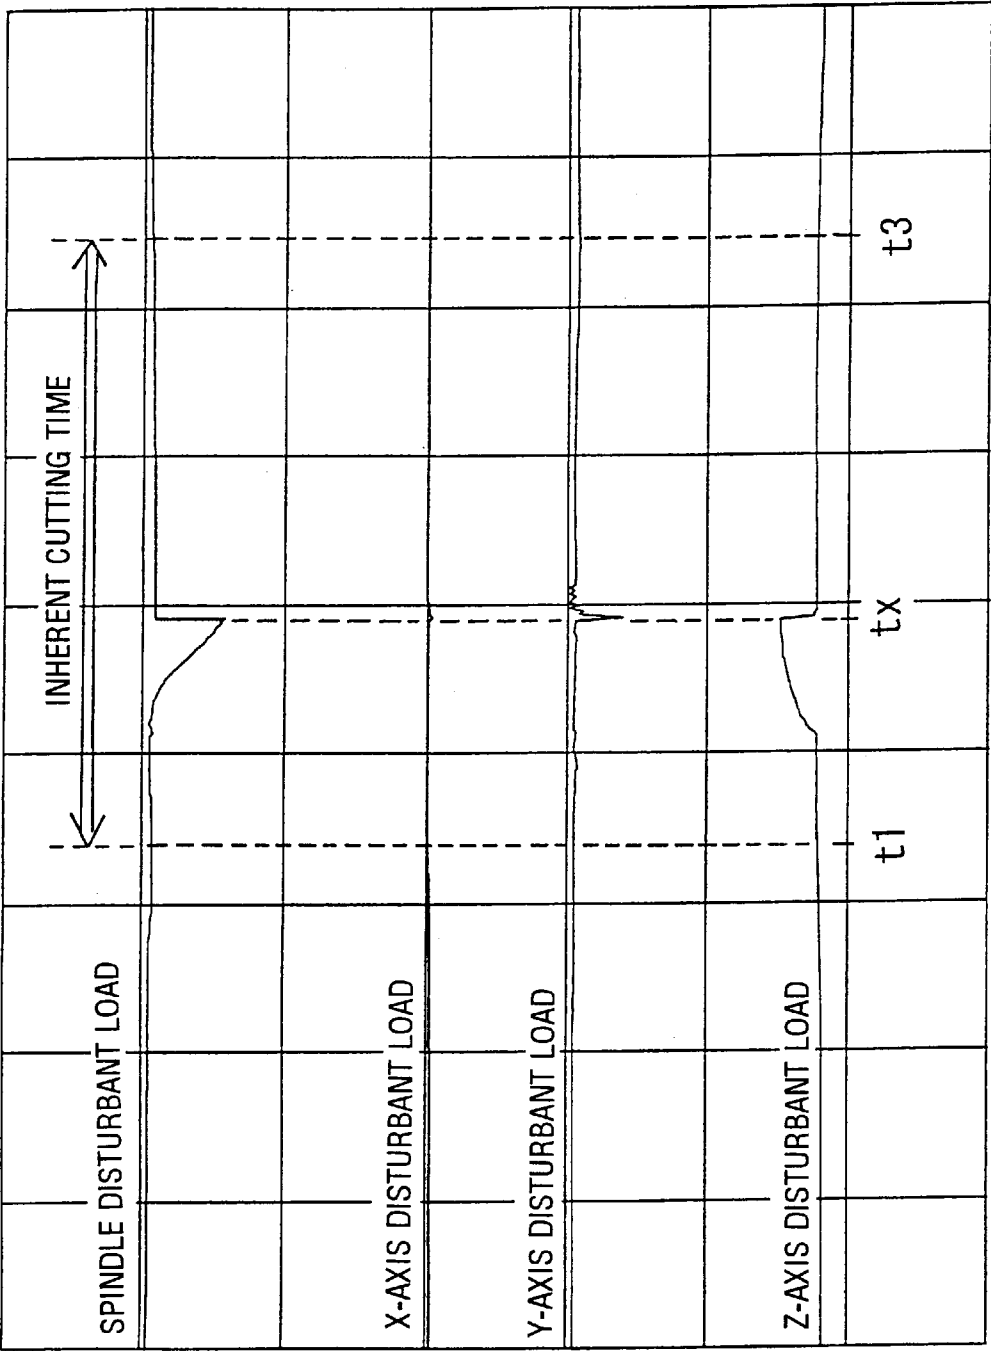 INHERENT CUTTING TIME
SPINDLE DISTURBANT LOAD
X-AXIS DISTURBANT LOAD
Y-AXIS DISTURBANT LOAD
Z-AXIS DISTURBANT LOAD
t1
tx
t3